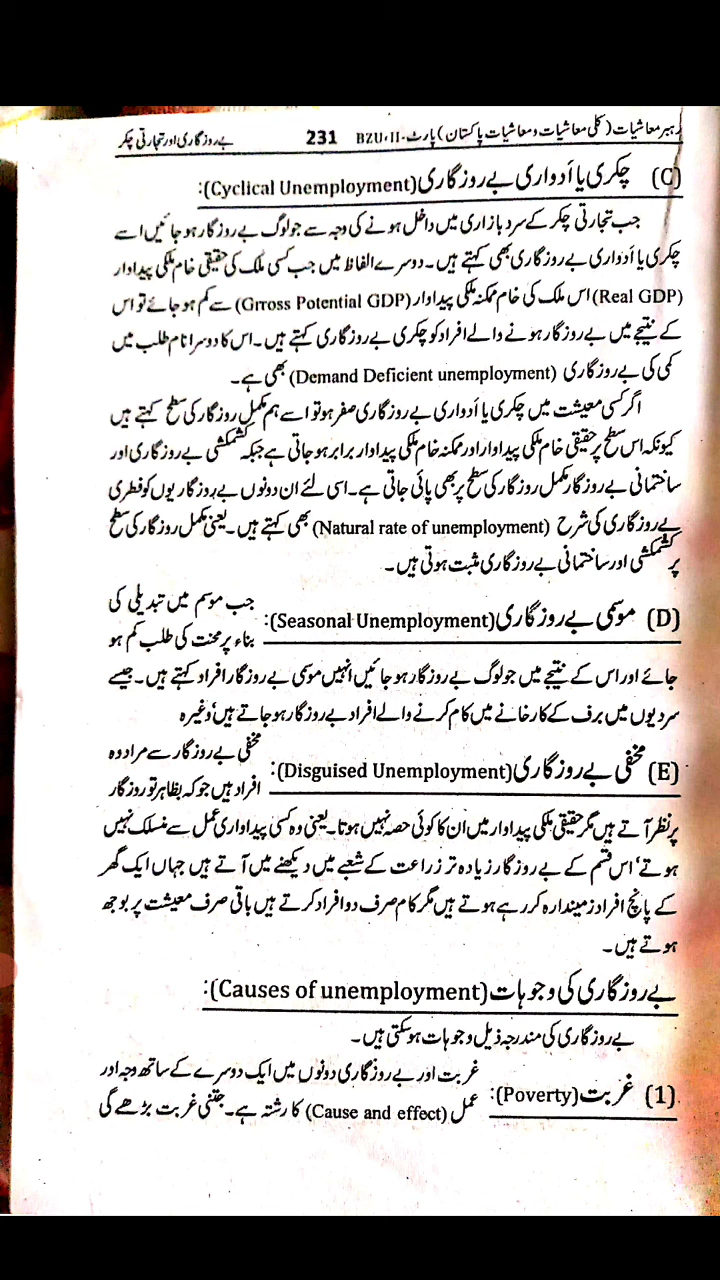 رہبر معاشیات (کلی معاشیات و معاشیات پاکستان) پارٹ-BZU،II 231 بے روزگاری اور تجارتی چکر
(C) چکری یا اَدواری بے روزگاری (Cyclical Unemployment):
جب تجارتی چکر کے سرد بازاری میں داخل ہونے کی وجہ سے جو لوگ بے روزگار ہو جائیں اسے
چکری یا اَدواری بے روزگاری بھی کہتے ہیں۔ دوسرے الفاظ میں جب کسی ملک کی حقیقی خام ملکی پیداوار
(Real GDP) اس ملک کی خام ممکنہ ملکی پیداوار (Grross Potential GDP) سے کم ہو جائے تو اس
کے نتیجے میں بے روزگار ہونے والے افراد کو چکری بے روزگاری کہتے ہیں۔ اس کا دوسرا نام طلب میں
کمی کی بے روزگاری (Demand Deficient unemployment) بھی ہے۔
اگر کسی معیشت میں چکری یا اَدواری بے روزگاری صفر ہو تو اسے ہم مکمل روزگار کی سطح کہتے ہیں
کیونکہ اس سطح پر حقیقی خام ملکی پیداوار اور ممکنہ خام ملکی پیداوار برابر ہو جاتی ہے جبکہ کشمکشی بے روزگاری اور
ساختمانی بے روزگار مکمل روزگار کی سطح پر بھی پائی جاتی ہے۔ اسی لئے ان دونوں بے روزگاریوں کو فطری
بے روزگاری کی شرح (Natural rate of unemployment) بھی کہتے ہیں۔ یعنی مکمل روزگار کی سطح
پر کشمکشی اور ساختمانی بے روزگاری مثبت ہوتی ہیں۔
(D) موسمی بے روزگاری (Seasonal Unemployment): جب موسم میں تبدیلی کی
بناء پر محنت کی طلب کم ہو
جائے اور اس کے نتیجے میں جو لوگ بے روزگار ہو جائیں انہیں موسمی بے روزگار افراد کہتے ہیں۔ جیسے
سردیوں میں برف کے کارخانے میں کام کرنے والے افراد بے روزگار ہو جاتے ہیں، وغیرہ
(E) مخفی بے روزگاری (Disguised Unemployment): مخفی بے روزگار سے مراد وہ
افراد ہیں جو کہ بظاہر تو روزگار
پر نظر آتے ہیں مگر حقیقی ملکی پیداوار میں ان کا کوئی حصہ نہیں ہوتا۔ یعنی وہ کسی پیداواری عمل سے منسلک نہیں
ہوتے، اس قسم کے بے روزگار زیادہ تر زراعت کے شعبے میں دیکھنے میں آتے ہیں جہاں ایک گھر
کے پانچ افراد زمیندارہ کر رہے ہوتے ہیں مگر کام صرف دو افراد کرتے ہیں باقی صرف معیشت پر بوجھ
ہوتے ہیں۔
بے روزگاری کی وجوہات (Causes of unemployment):
بے روزگاری کی مندرجہ ذیل وجوہات ہو سکتی ہیں۔
(1) غربت (Poverty): غربت اور بے روزگاری دونوں میں ایک دوسرے کے ساتھ وجہ اور
عمل (Cause and effect) کا رشتہ ہے۔ جتنی غربت بڑھے گی